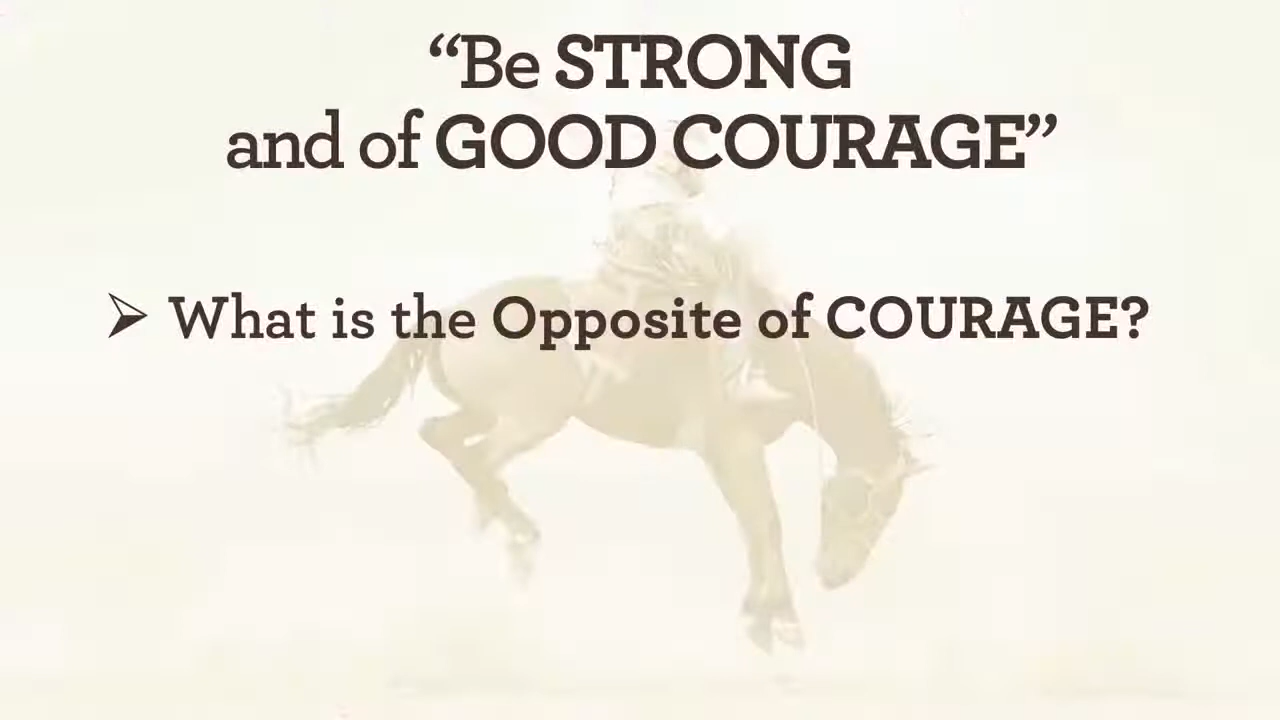 “Be STRONG
and of GOOD COURAGE”
➢ What is the Opposite of COURAGE?